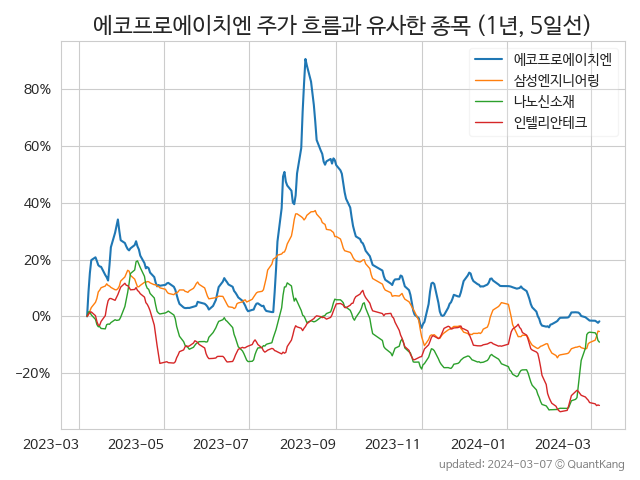 에코프로에이치엔 주가 흐름과 유사한 종목 (1년, 5일선)
에코프로에이치엔
삼성엔지니어링
나노신소재
인텔리안테크
80%
60%
40%
20%
0%
−20%
2023-03 2023-05 2023-07 2023-09 2023-11 2024-01 2024-03
updated: 2024-03-07 © QuantKang